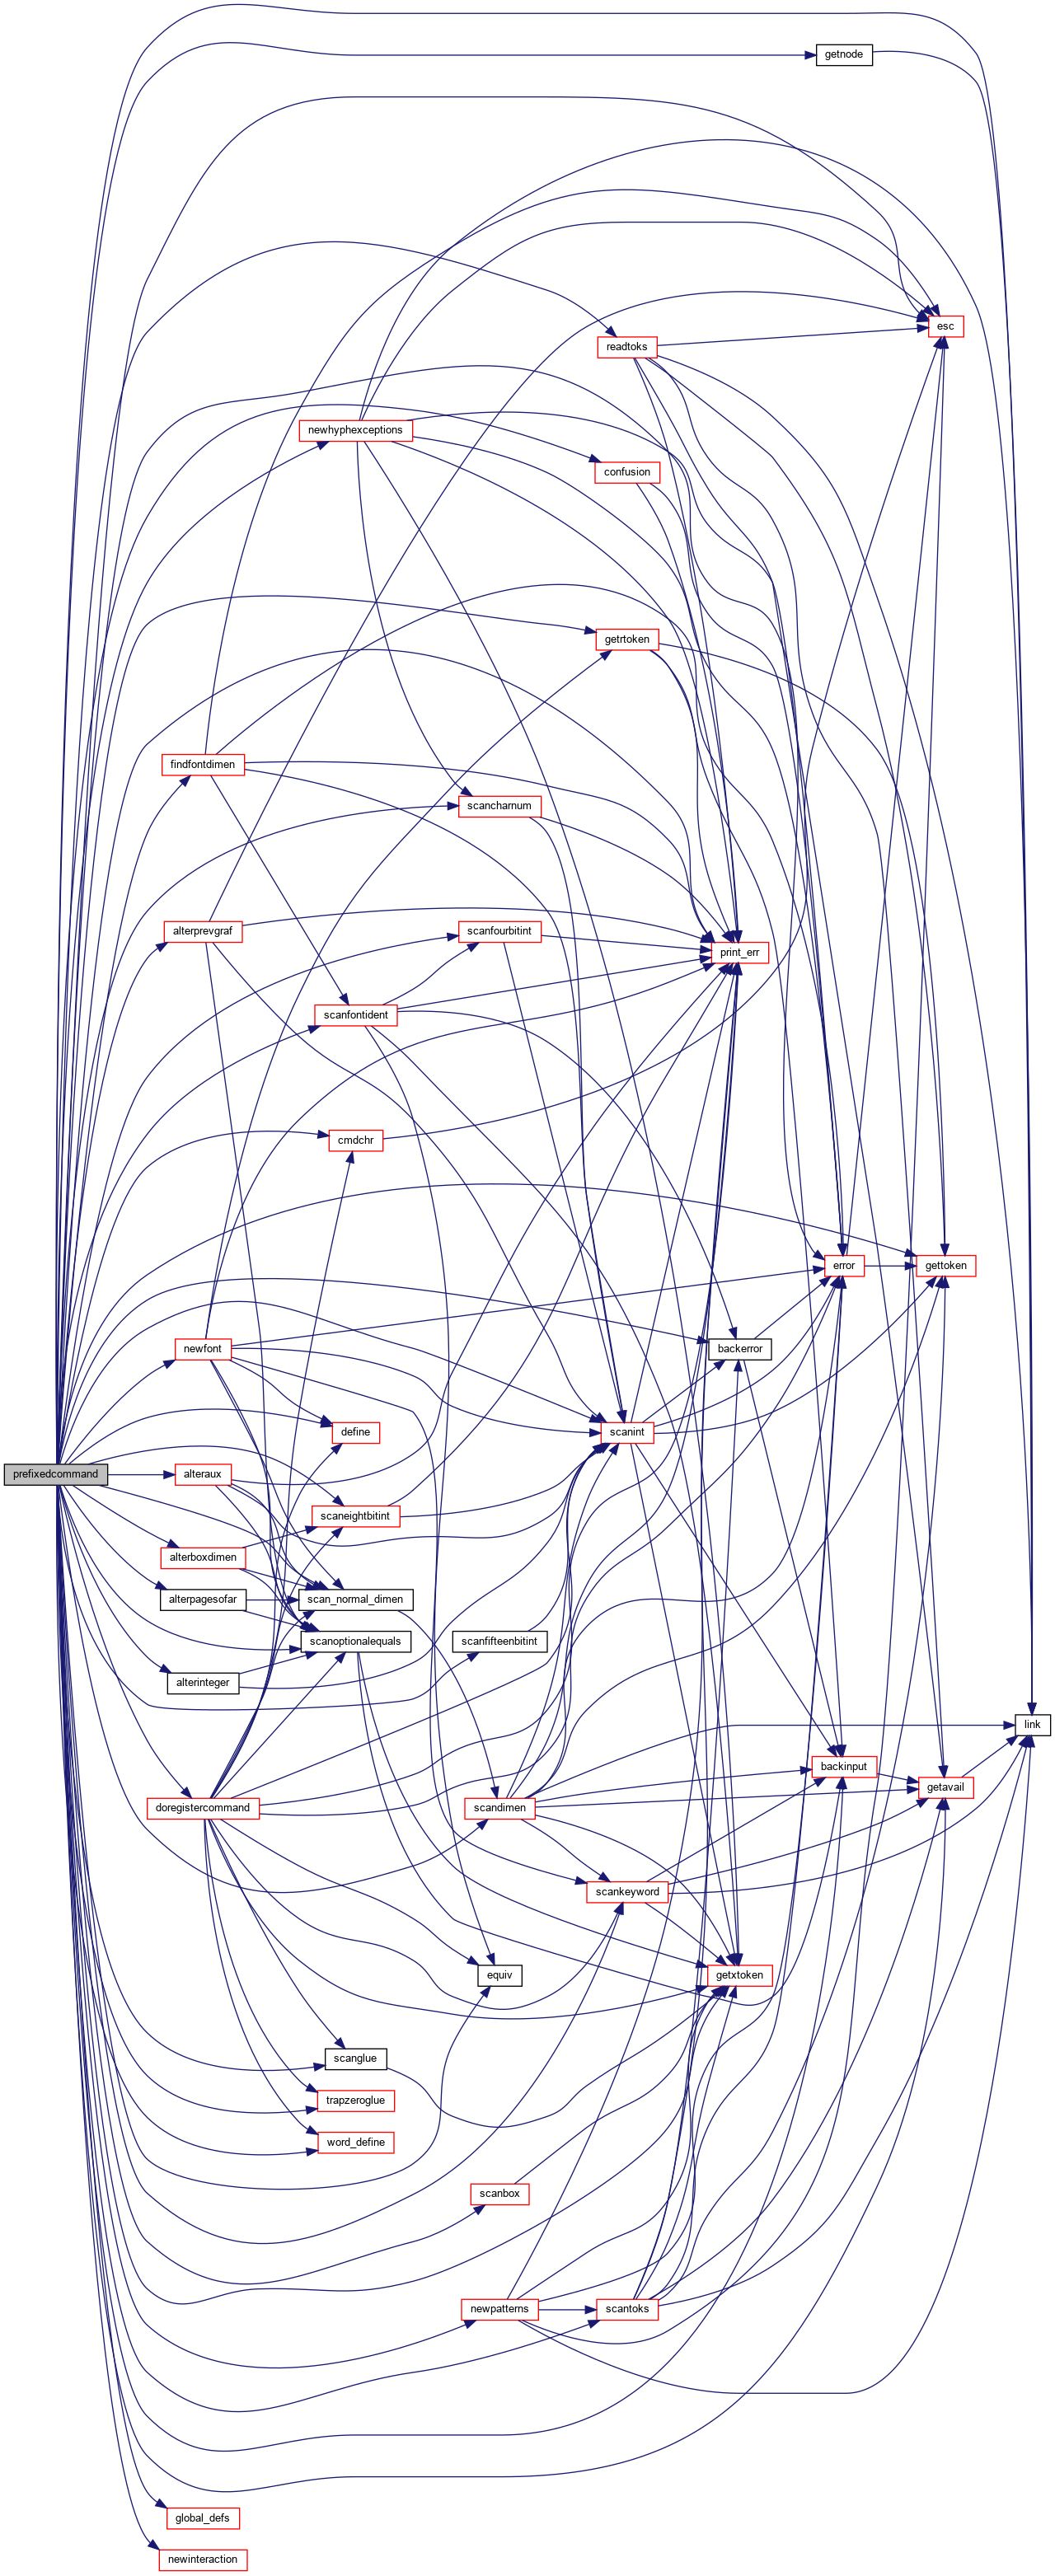 getnode
esc
readtoks
newhyphexceptions
confusion
getrtoken
findfontdimen
scancharnum
alterprevgraf
scanfourbitint
print_err
scanfontident
cmdchr
error
gettoken
newfont
backerror
define
scanint
prefixedcommand
alteraux
scaneightbitint
alterboxdimen
alterpagesofar
scan_normal_dimen
scanoptionalequals
scanfifteenbitint
alterinteger
link
backinput
getavail
doregistercommand
scandimen
scankeyword
equiv
getxtoken
scanglue
trapzeroglue
word_define
scanbox
newpatterns
scantoks
global_defs
newinteraction